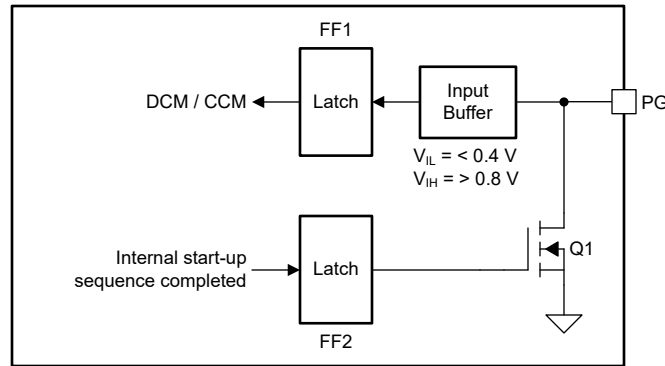 FF1
DCM / CCM
Latch
Input
Buffer
PG
V_IL = < 0.4 V
V_IH = > 0.8 V
Internal start-up
sequence completed
Latch
Q1
FF2